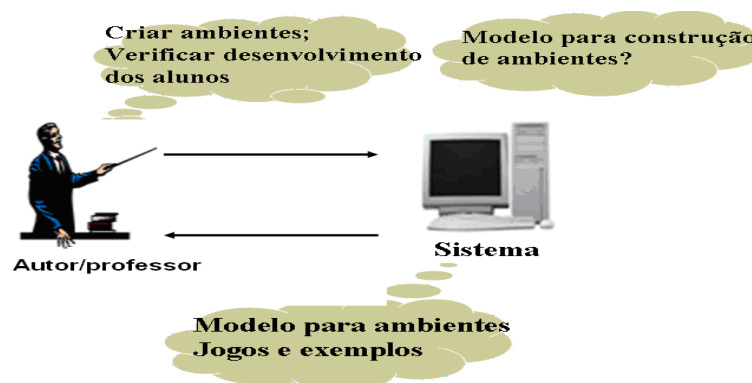 Criar ambientes;
Verificar desenvolvimento
dos alunos
Modelo para construção
de ambientes?
Autor/professor
Sistema
Modelo para ambientes
Jogos e exemplos